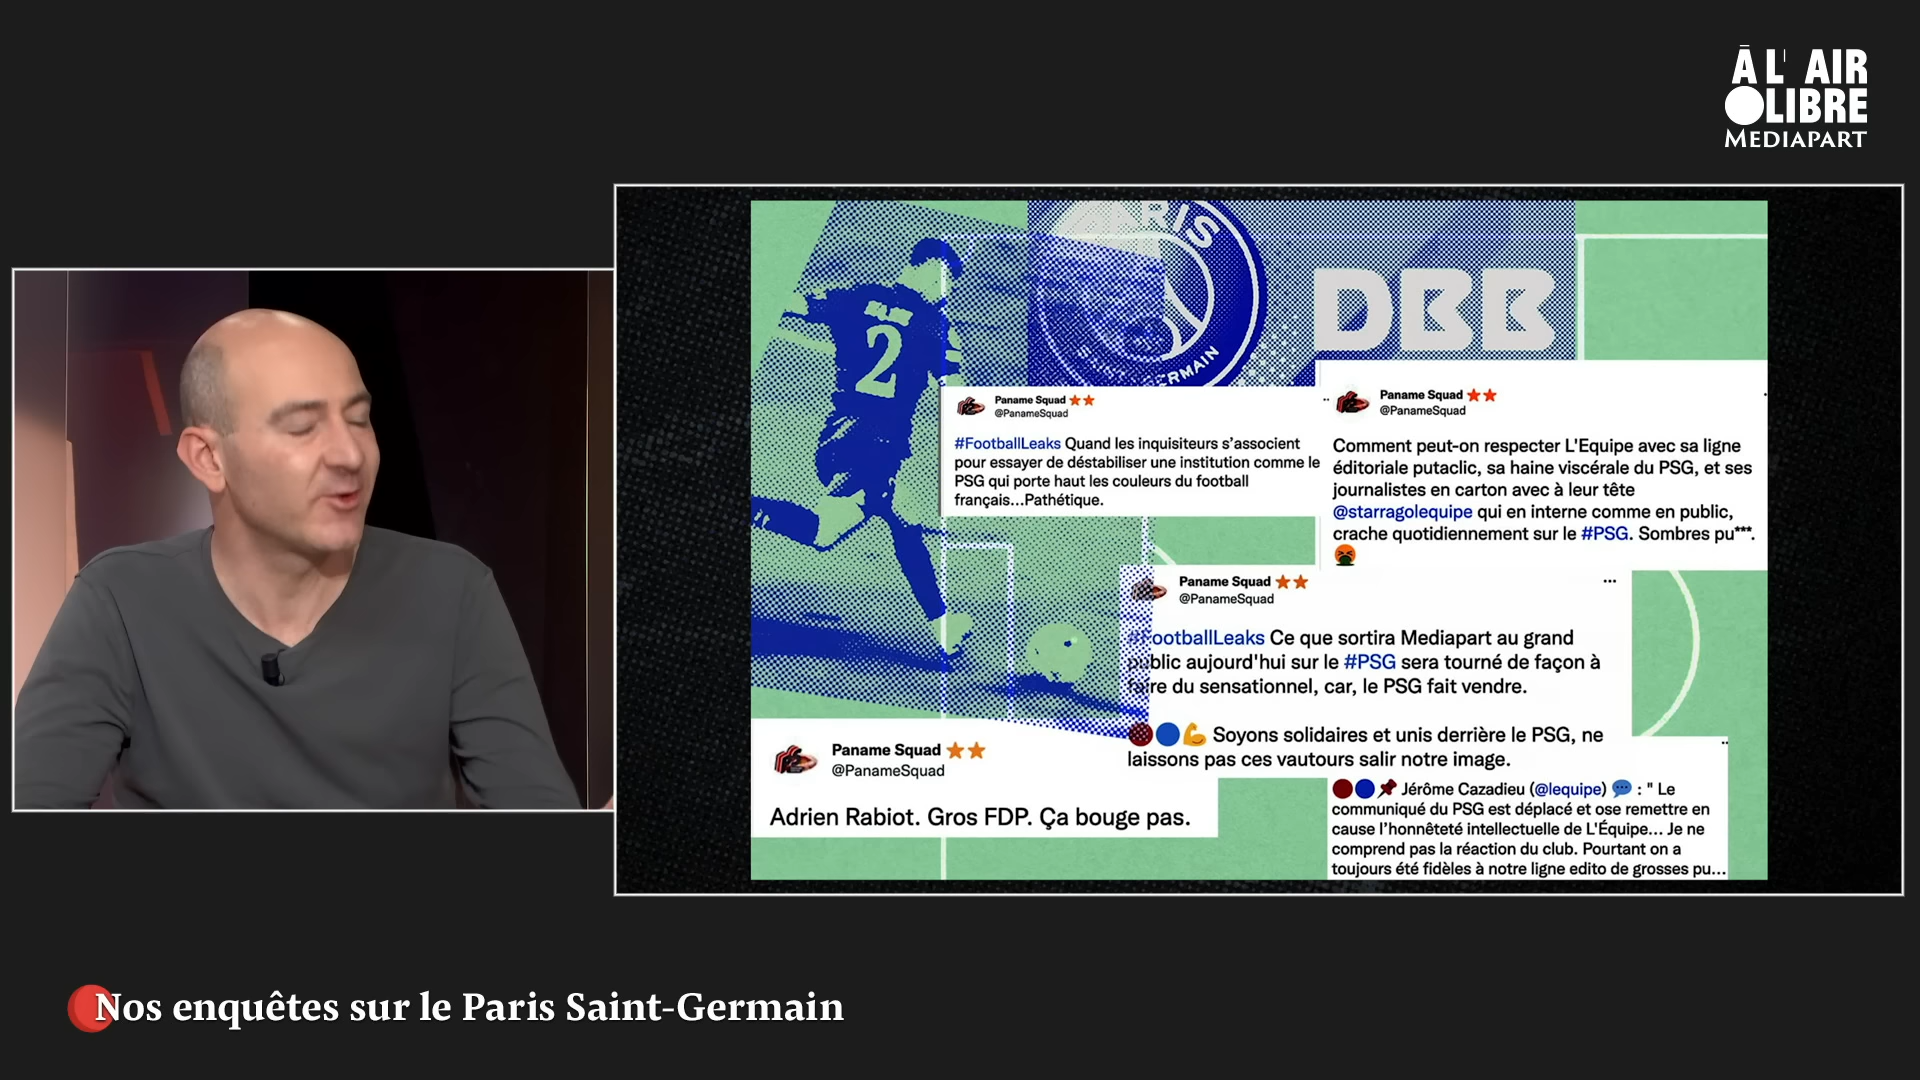 À L' AIR
LIBRE
MEDIAPART
2
PARIS
SAINT-GERMAIN
DBB
Paname Squad
@PanameSquad
#FootballLeaks Quand les inquisiteurs s’associent
pour essayer de déstabiliser une institution comme le
PSG qui porte haut les couleurs du football
français...Pathétique.
Paname Squad
@PanameSquad
Comment peut-on respecter L'Equipe avec sa ligne
éditoriale putaclic, sa haine viscérale du PSG, et ses
journalistes en carton avec à leur tête
@starragolequipe qui en interne comme en public,
crache quotidiennement sur le #PSG. Sombres pu***.
Paname Squad
@PanameSquad
#FootballLeaks Ce que sortira Mediapart au grand
public aujourd'hui sur le #PSG sera tourné de façon à
faire du sensationnel, car, le PSG fait vendre.
Soyons solidaires et unis derrière le PSG, ne
laissons pas ces vautours salir notre image.
Paname Squad
@PanameSquad
Adrien Rabiot. Gros FDP. Ça bouge pas.
Jérôme Cazadieu (@lequipe) : " Le
communiqué du PSG est déplacé et ose remettre en
cause l’honnêteté intellectuelle de L'Équipe... Je ne
comprend pas la réaction du club. Pourtant on a
toujours été fidèles à notre ligne edito de grosses pu...
Nos enquêtes sur le Paris Saint-Germain